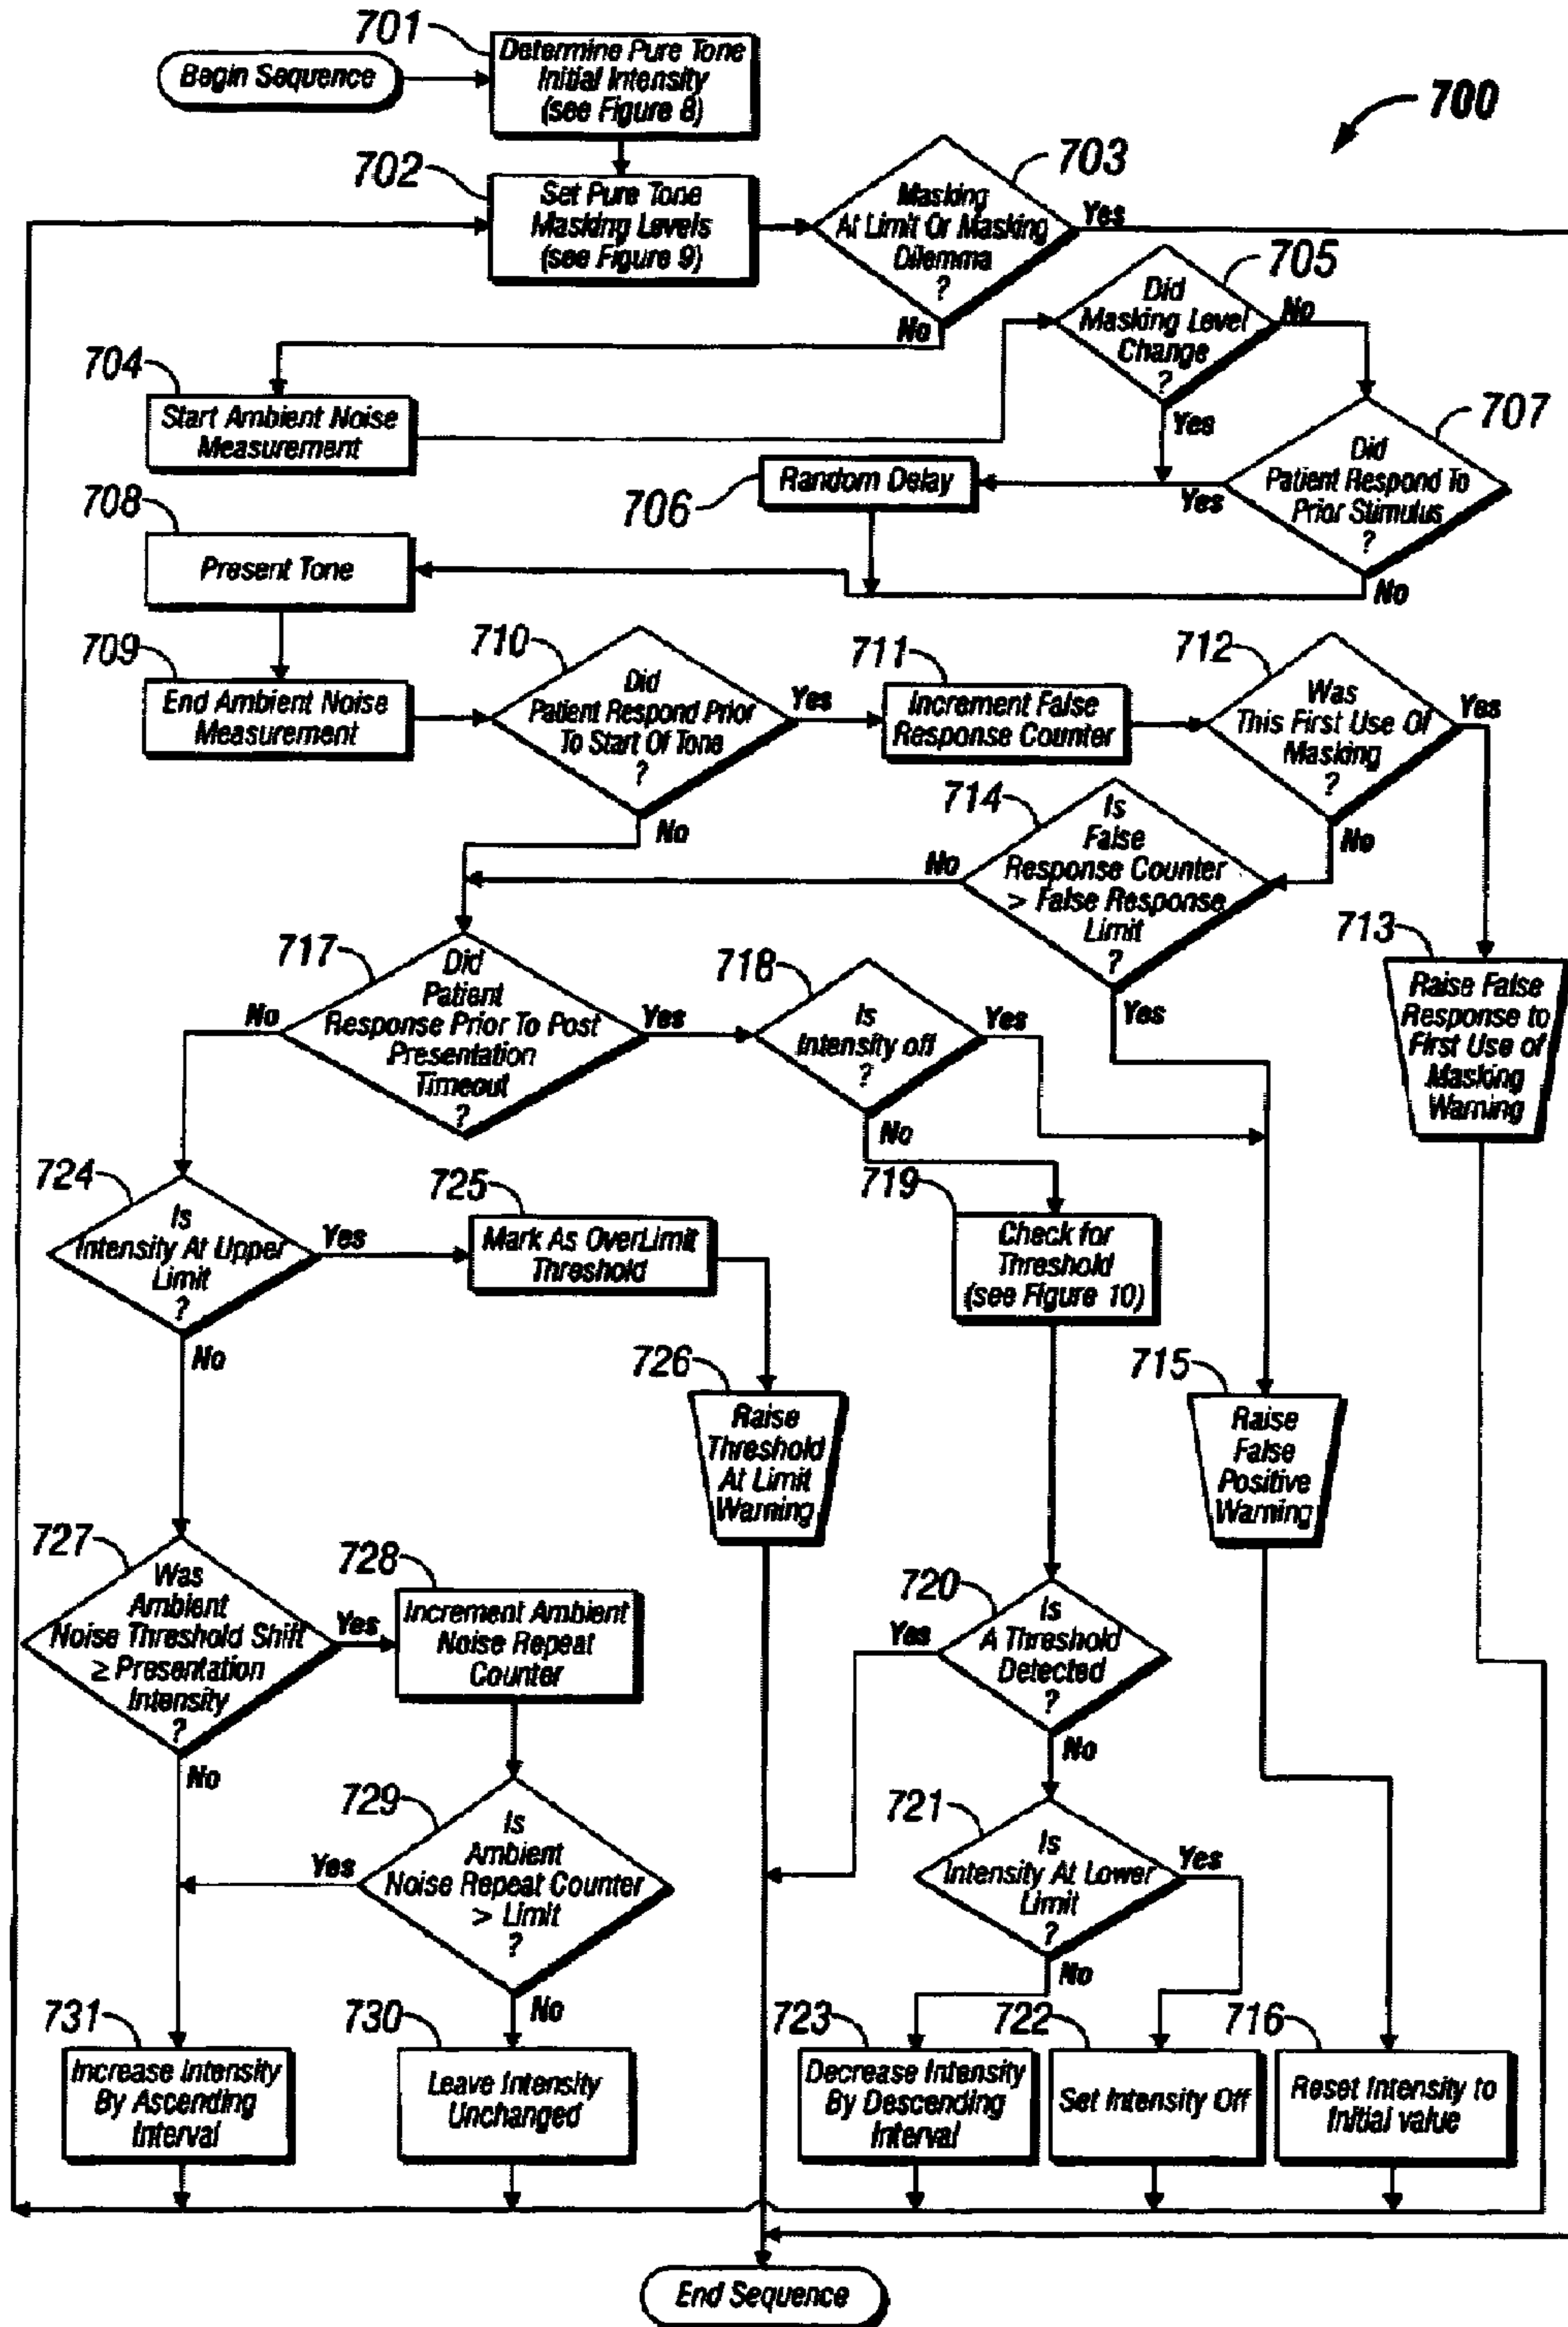 701
Begin Sequence
Determine Pure Tone
Initial Intensity
(see Figure 8)
700
702
Set Pure Tone
Masking Levels
(see Figure 9)
703
Masking
At Limit Or Masking
Dilemma
?
Yes
No
705
Did
Masking Level
Change
?
No
Yes
704
Start Ambient Noise
Measurement
707
Did
Patient Respond To
Prior Stimulus
?
Yes
No
706
Random Delay
708
Present Tone
709
End Ambient Noise
Measurement
710
Did
Patient Respond Prior
To Start Of Tone
?
Yes
No
711
Increment False
Response Counter
712
Was
This First Use Of
Masking
?
Yes
No
714
Is
False
Response Counter
> False Response
Limit
?
No
Yes
713
Raise False
Response to
First Use of
Masking
Warning
717
Did
Patient
Response Prior To Post
Presentation
Timeout
?
No
Yes
718
Is
Intensity off
?
Yes
No
724
Is
Intensity At Upper
Limit
?
Yes
No
725
Mark As OverLimit
Threshold
719
Check for
Threshold
(see Figure 10)
726
Raise
Threshold
At Limit
Warning
715
Raise
False
Positive
Warning
727
Was
Ambient
Noise Threshold Shift
≥ Presentation
Intensity
?
Yes
No
728
Increment Ambient
Noise Repeat
Counter
720
Is
A Threshold
Detected
?
Yes
No
729
Is
Ambient
Noise Repeat Counter
> Limit
?
Yes
No
721
Is
Intensity At Lower
Limit
?
Yes
No
731
Increase Intensity
By Ascending
Interval
730
Leave Intensity
Unchanged
723
Decrease Intensity
By Descending
Interval
722
Set Intensity Off
716
Reset Intensity to
Initial value
End Sequence